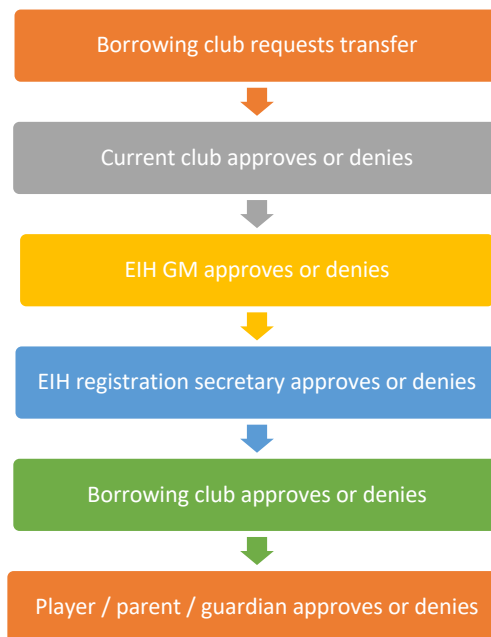 Borrowing club requests transfer
Current club approves or denies
EIH GM approves or denies
EIH registration secretary approves or denies
Borrowing club approves or denies
Player / parent / guardian approves or denies